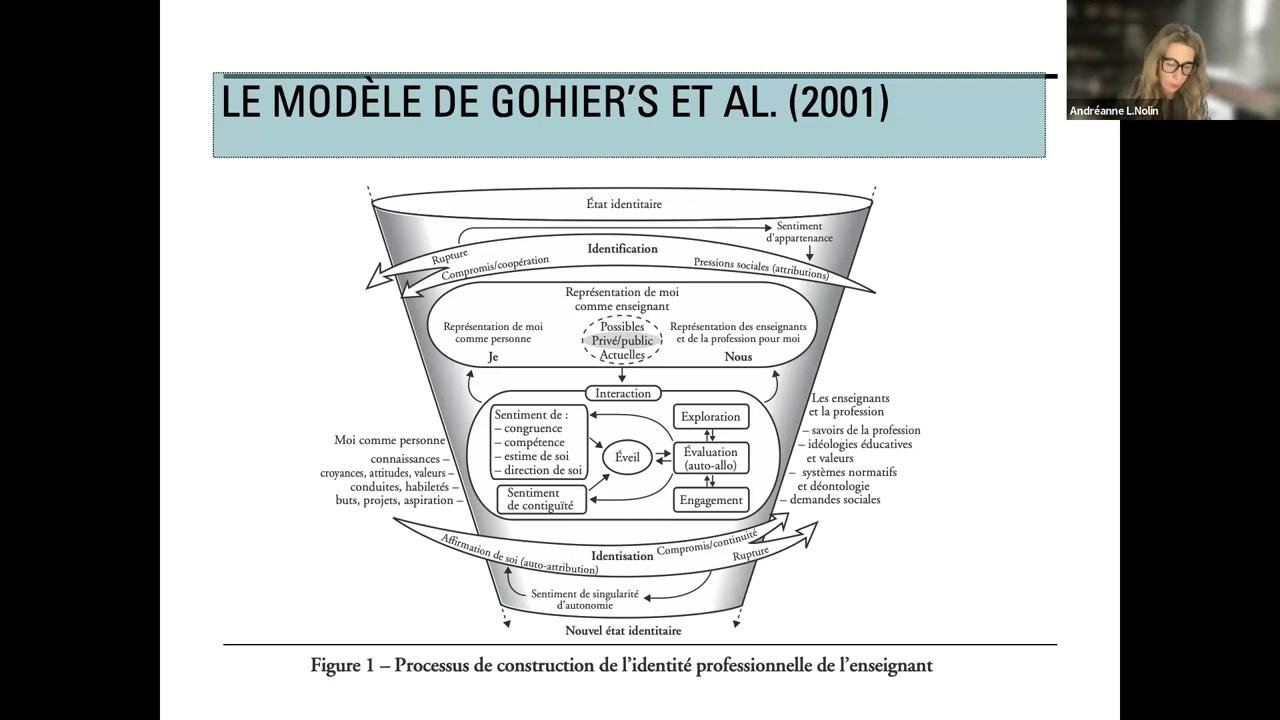 LE MODÈLE DE GOHIER'S ET AL. (2001)
Andréanne L.Nolin
État identitaire
Sentiment
d'appartenance
Rupture
Identification
Compromis/coopération
Pressions sociales (attributions)
Représentation de moi
comme enseignant
Représentation de moi
comme personne
Je
Possibles
Privé/public
Actuelles
Représentation des enseignants
et de la profession pour moi
Nous
Interaction
Sentiment de :
– congruence
– compétence
– estime de soi
– direction de soi
Sentiment
de contiguïté
Éveil
Exploration
Évaluation
(auto-allo)
Engagement
Moi comme personne
connaissances –
croyances, attitudes, valeurs –
conduites, habiletés –
buts, projets, aspiration –
Les enseignants
et la profession
– savoirs de la profession
– idéologies éducatives
et valeurs
– systèmes normatifs
et déontologie
– demandes sociales
Affirmation de soi (auto-attribution)
Identisation
Compromis/continuité
Rupture
Sentiment de singularité
d'autonomie
Nouvel état identitaire
Figure 1 – Processus de construction de l'identité professionnelle de l'enseignant